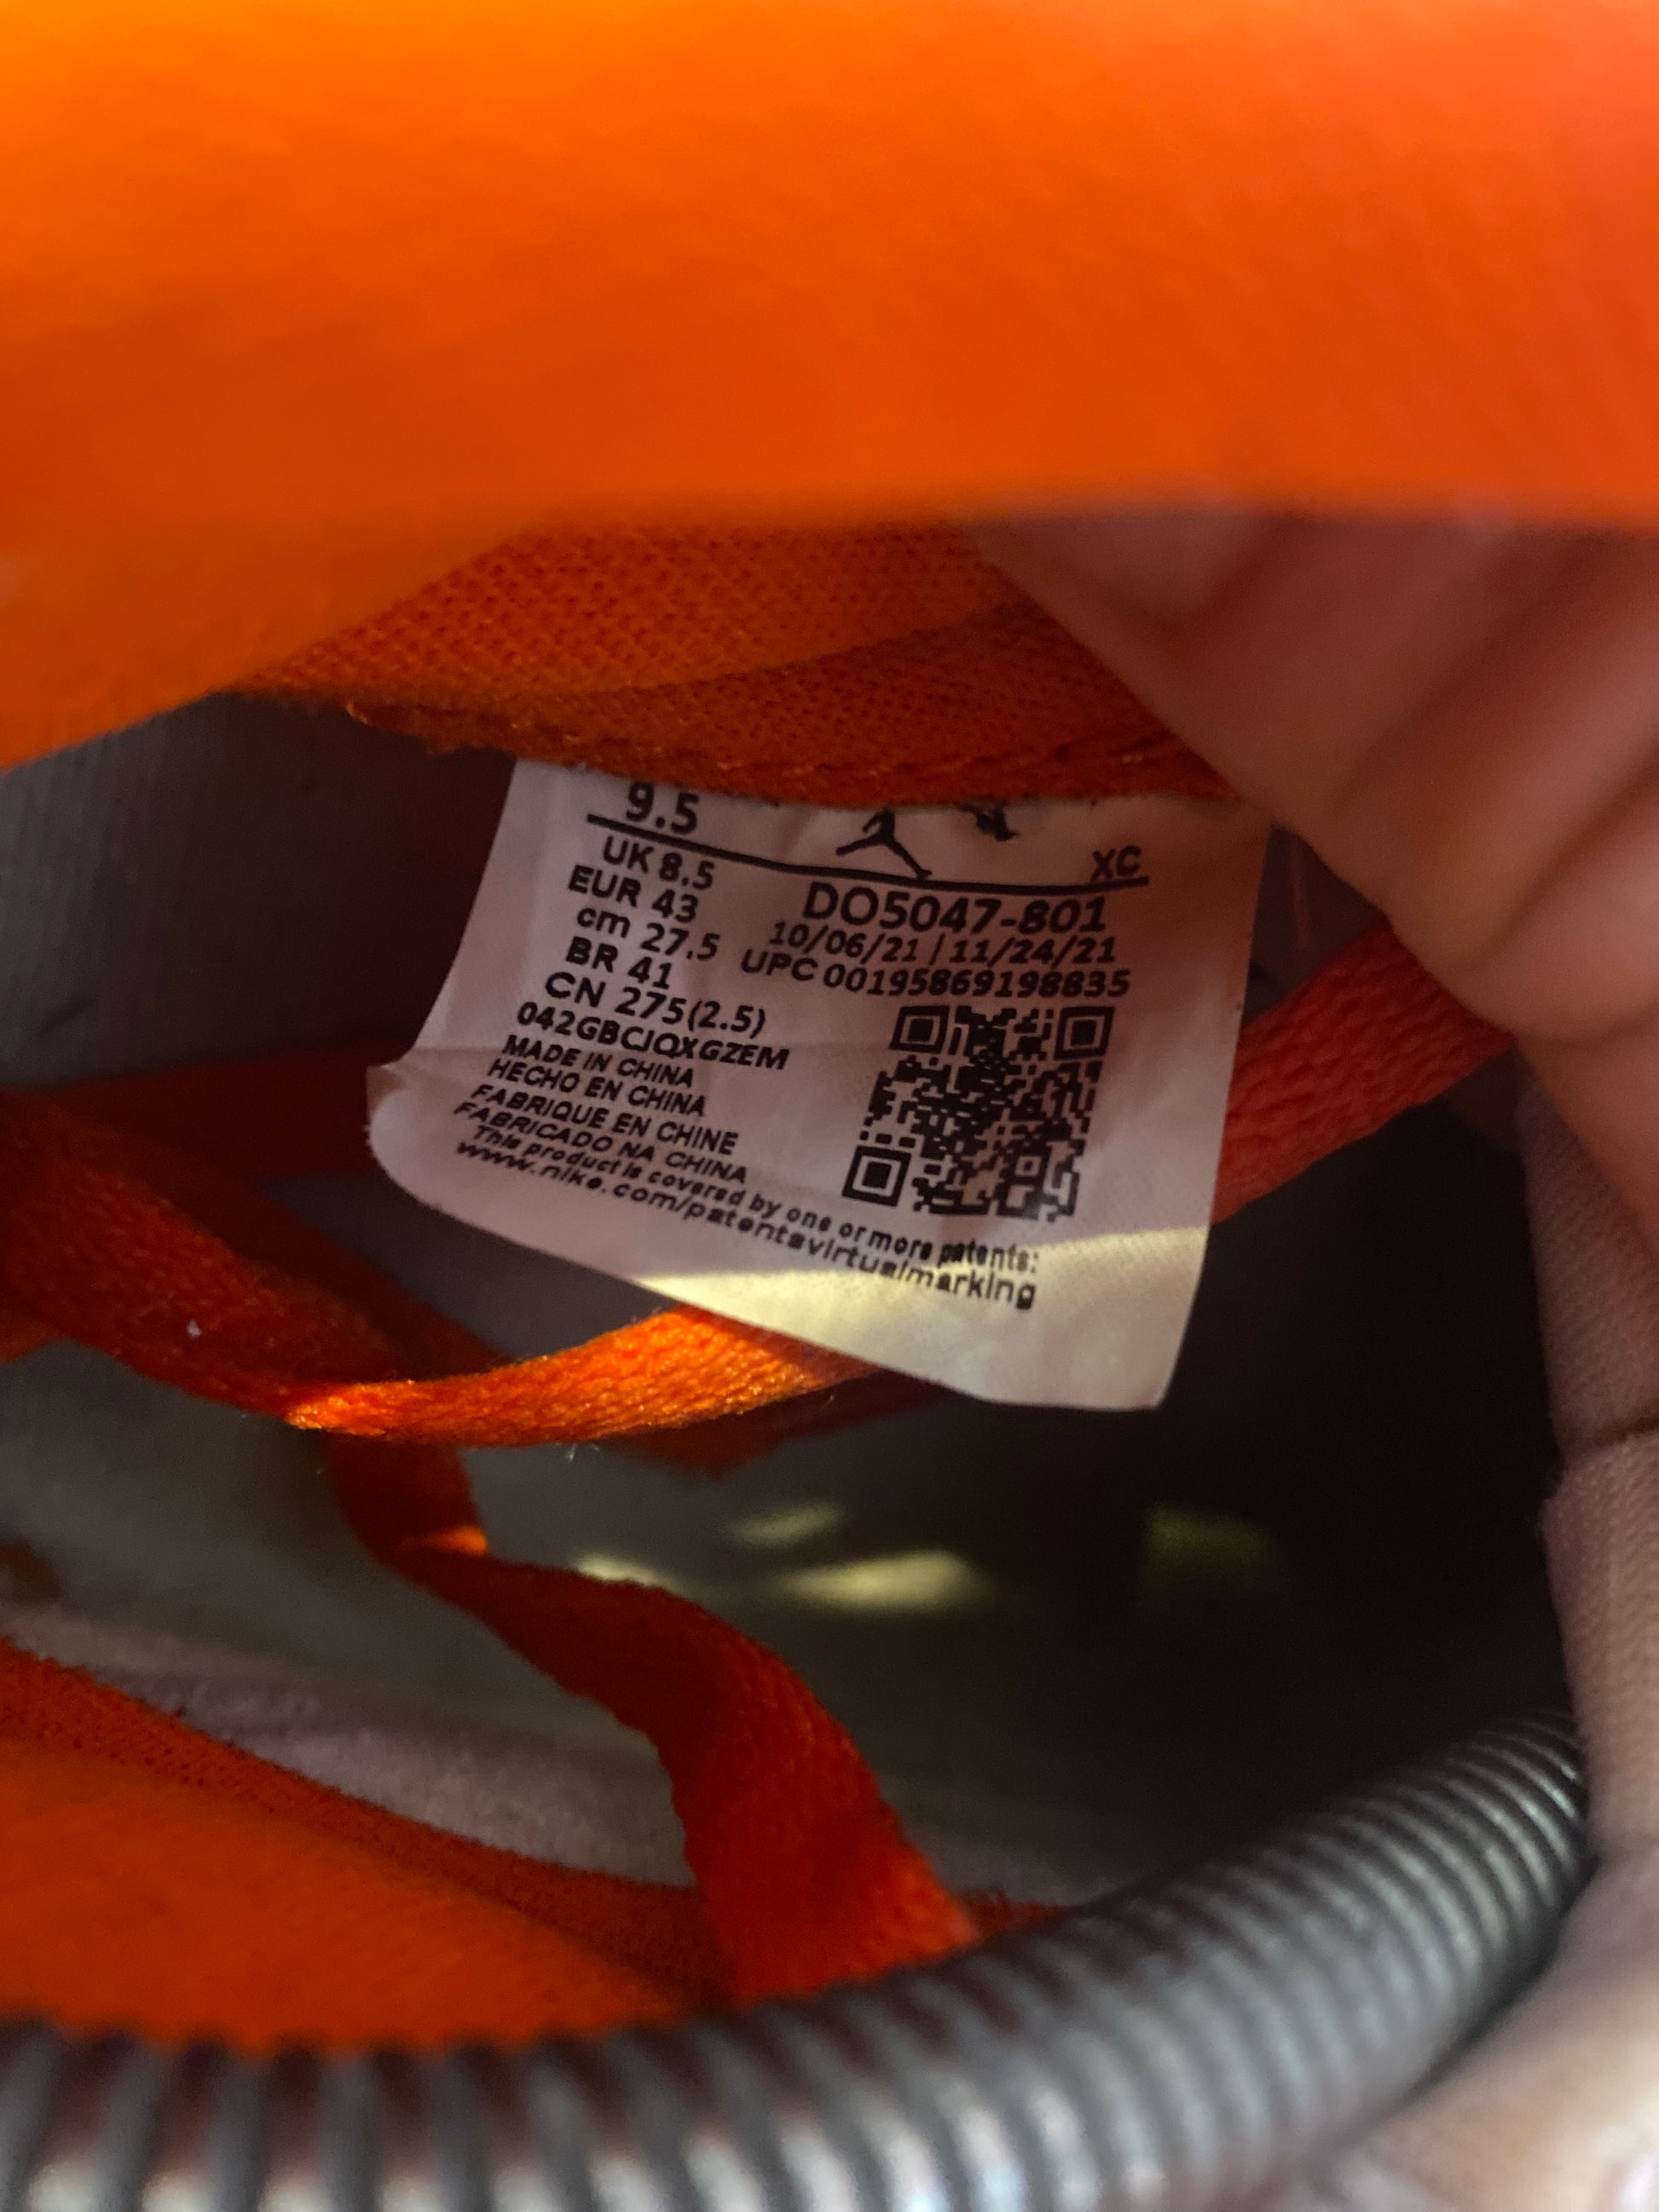 9.5
XC
UK 8.5
EUR 43
cm 27.5
BR 41
CN 275(2.5)
DO5047-801
10/06/21 | 11/24/21
UPC 00195869198835
042GBCJQXGZEM
MADE IN CHINA
HECHO EN CHINA
FABRIQUE EN CHINE
FABRICADO NA CHINA
This product is covered by one or more patents:
www.nike.com/patentsvirtualmarking